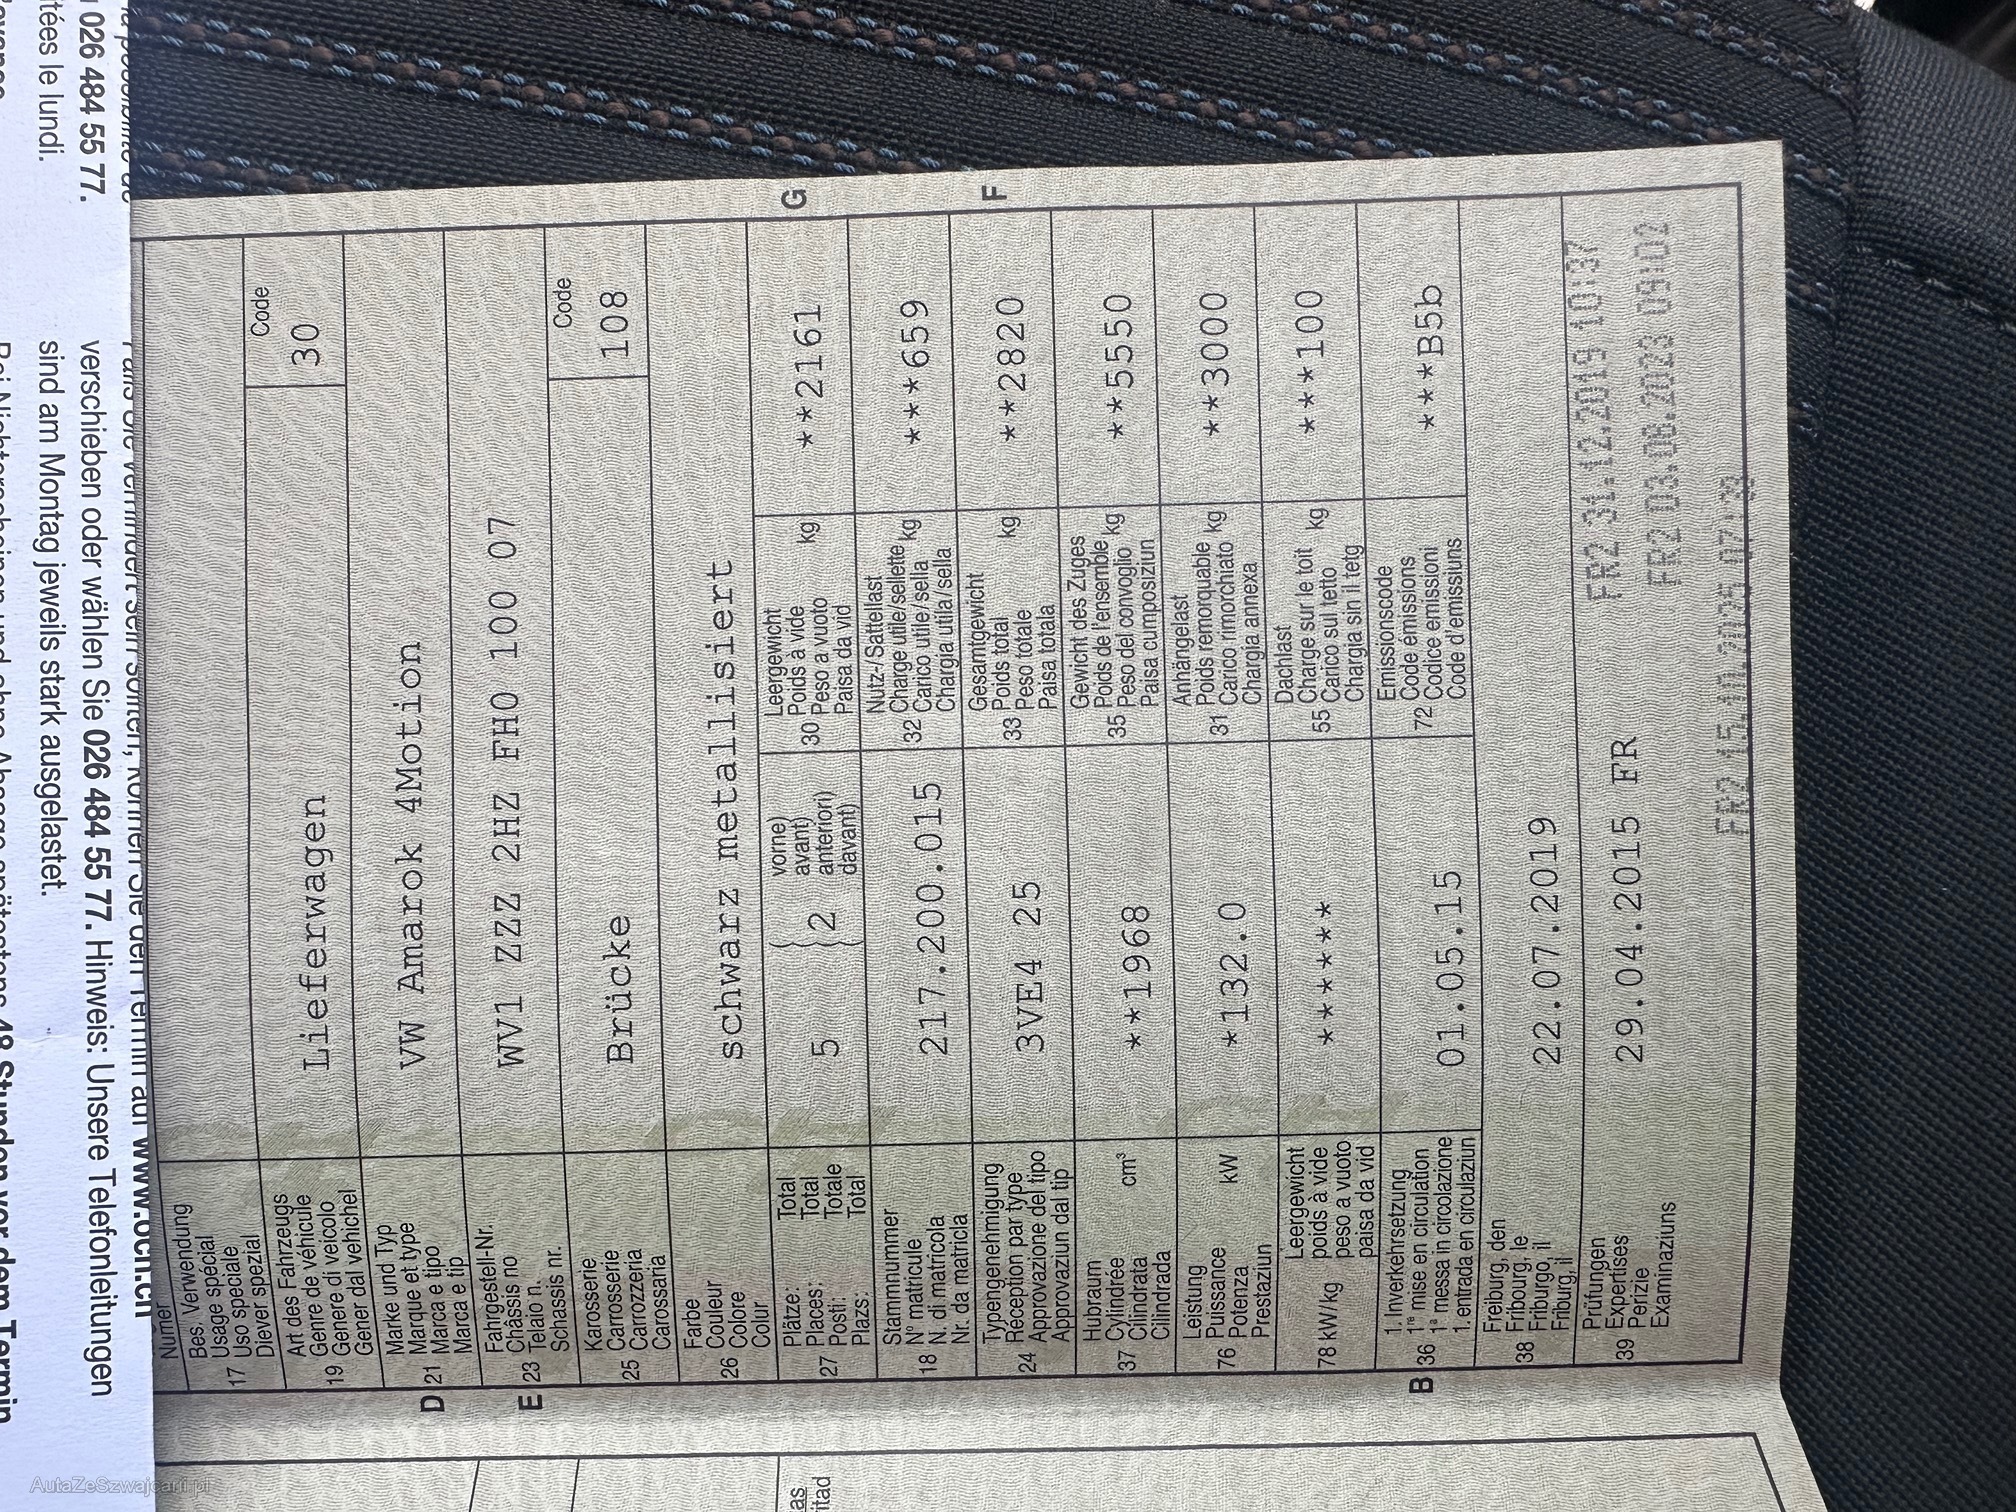 026 484 55 77.
tées le lundi.
verschieben oder wählen Sie 026 484 55 77. Hinweis: Unsere Telefonleitungen
sind am Montag jeweils stark ausgelastet.
Numer
Bes. Verwendung
Usage spécial
17 Uso speciale
Diever spezial
Art des Fahrzeugs
Genre de véhicule
19 Genere di veicolo
Gener dal vehichel
Lieferwagen
Code
30
D
Marke und Typ
Marque et type
21 Marca e tipo
Marca e tip
VW Amarok 4Motion
E
Fahrgestell-Nr.
Châssis no
23 Telaio n.
Schassis nr.
WV1 ZZZ 2HZ FH0 100 07
Karosserie
Carrosserie
25 Carrozzeria
Carossaria
Brücke
Code
108
Farbe
Couleur
26 Colore
Colur
schwarz metallisiert
Plätze: Total
Places: Total
27 Posti: Totale
Plazs: Total
5
2
vorne)
avant)
anteriori)
davant)
Leergewicht
Poids à vide
30 Peso a vuoto kg
Paisa da vid
**2161
G
Stammnummer
N° matricule
18 N. di matricola
Nr. da matricla
217.200.015
Nutz-/Sattellast
Charge utile/sellette
32 Carico utile/sella kg
Chargia utila/sella
***659
Typengenehmigung
Réception par type
24 Approvazione del tipo
Approvaziun dal tip
3VE4 25
Gesamtgewicht
Poids total
33 Peso totale kg
Paisa totala
**2820
F
Hubraum
Cylindrée
37 Cilindrata cm³
Cilindrada
**1968
Gewicht des Zuges
Poids de l'ensemble
35 Peso del convoglio kg
Paisa cumposiziun
**5550
Leistung
Puissance
76 Potenza kW
Prestaziun
*132.0
Anhängelast
Poids remorquable
31 Carico rimorchiato kg
Chargia annexa
**3000
Leergewicht
poids à vide
78 kW/kg peso a vuoto
paisa da vid
*******
Dachlast
Charge sur le toit
55 Carico sul tetto kg
Chargia sin il tetg
***100
B
1. Inverkehrsetzung
1re mise en circulation
36 1a messa in circolazione
1. entrada en circulaziun
01.05.15
Emissionscode
Code émissions
72 Codice emissioni
Code d'emissiuns
***B5b
Freiburg, den
Fribourg, le
38 Friburgo, il
Friburg, il
22.07.2019
Prüfungen
39 Expertises
Perizie
Examinaziuns
29.04.2015 FR
FR2 31.12.2019 10:37
FR2 03.08.2023 09:02
AutaZeSzwajcarii.pl